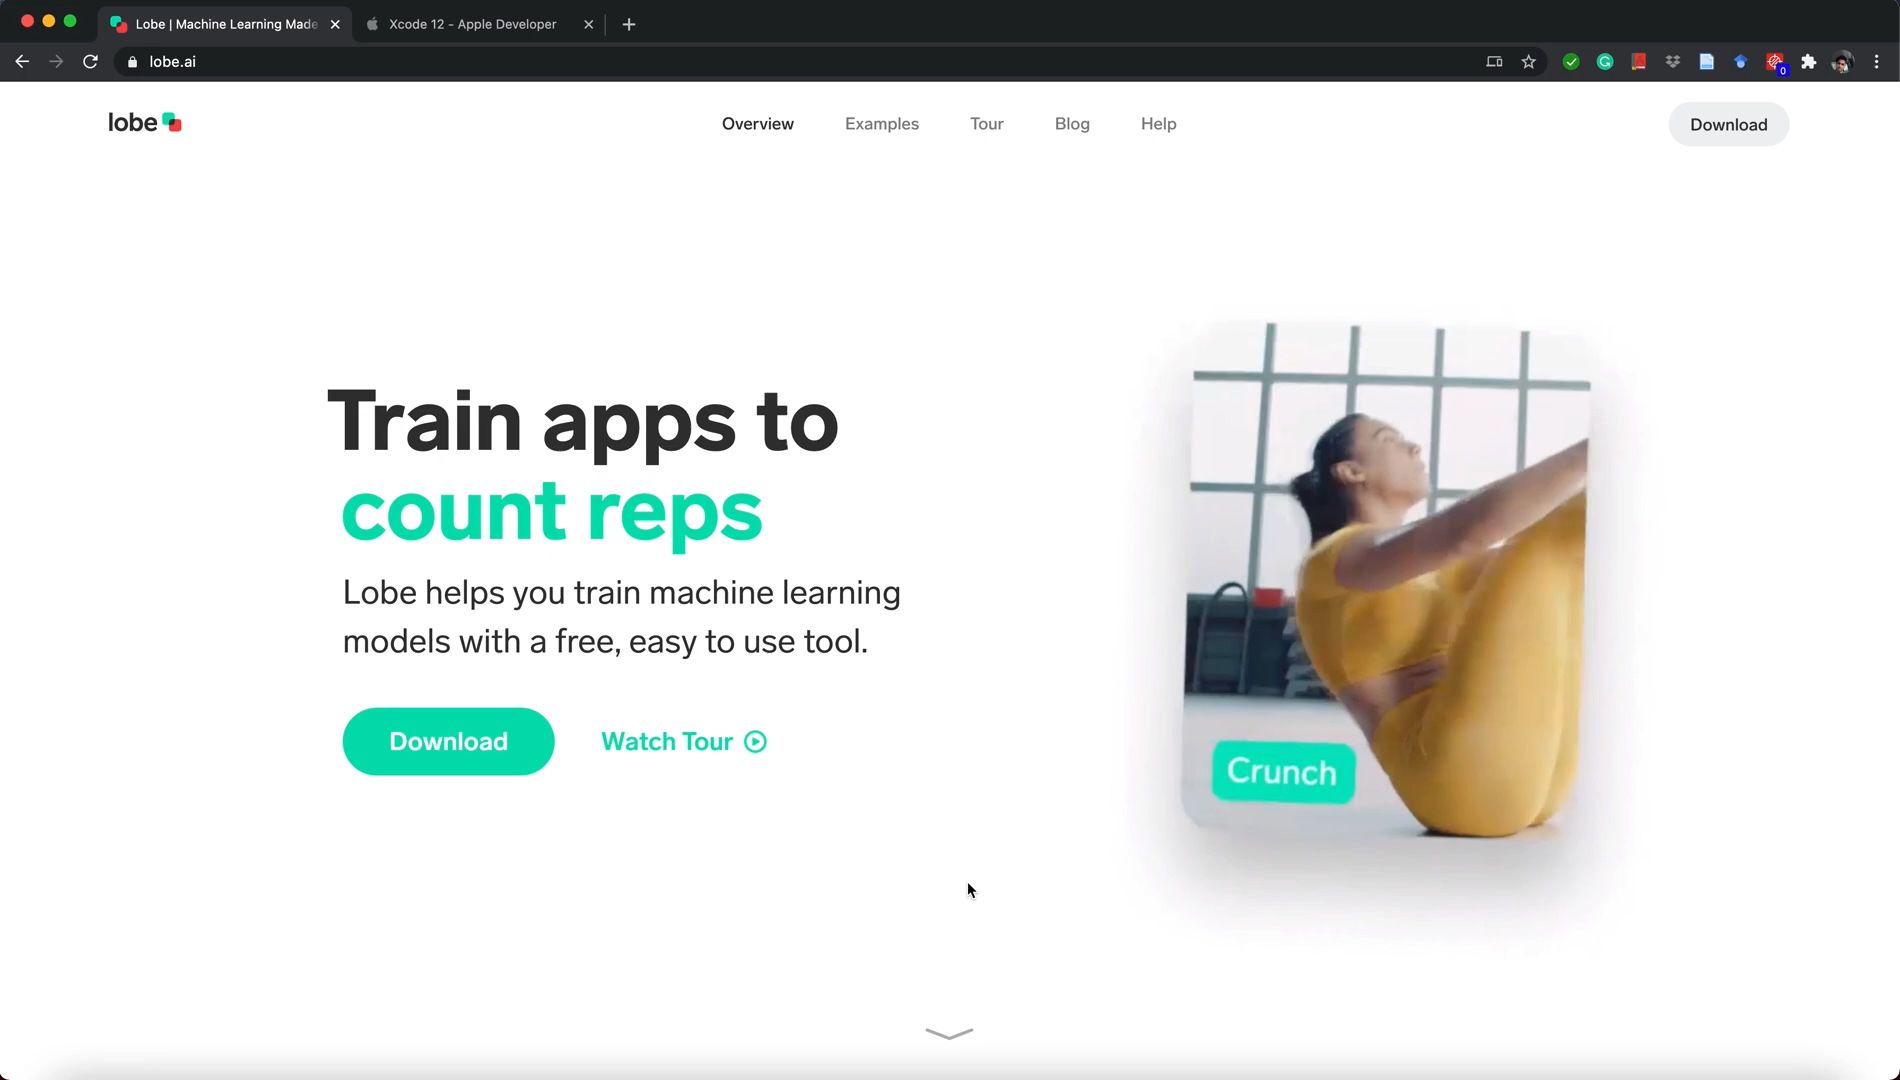 Lobe | Machine Learning Made
Xcode 12 - Apple Developer
lobe.ai
0
lobe
Overview
Examples
Tour
Blog
Help
Download
Train apps to
count reps
Lobe helps you train machine learning
models with a free, easy to use tool.
Download
Watch Tour
Crunch